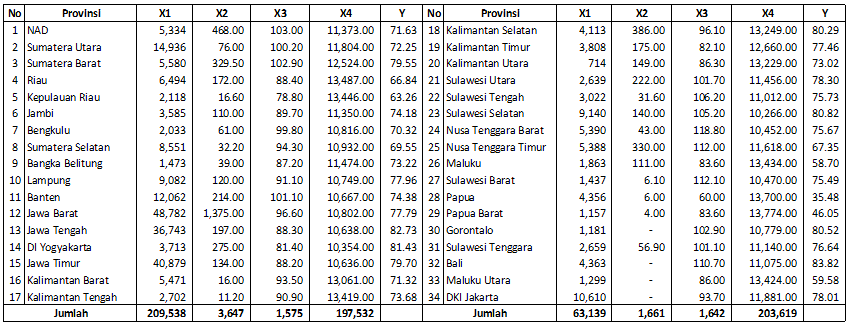 No Provinsi X1 X2 X3 X4 Y No Provinsi X1 X2 X3 X4 Y
1 NAD 5,334 468.00 103.00 11,373.00 71.63 18 Kalimantan Selatan 4,113 386.00 96.10 13,249.00 80.29
2 Sumatera Utara 14,936 76.00 100.20 11,804.00 72.25 19 Kalimantan Timur 3,808 175.00 82.10 12,660.00 77.46
3 Sumatera Barat 5,580 329.50 102.90 12,524.00 79.55 20 Kalimantan Utara 714 149.00 86.30 13,229.00 73.02
4 Riau 6,494 172.00 88.40 13,487.00 66.84 21 Sulawesi Utara 2,639 222.00 101.70 11,456.00 78.30
5 Kepulauan Riau 2,118 16.60 78.80 13,446.00 63.26 22 Sulawesi Tengah 3,022 31.60 106.20 11,012.00 75.73
6 Jambi 3,585 110.00 89.70 11,350.00 74.18 23 Sulawesi Selatan 9,140 140.00 105.20 10,266.00 80.82
7 Bengkulu 2,033 61.00 99.80 10,816.00 70.32 24 Nusa Tenggara Barat 5,390 43.00 118.80 10,452.00 75.67
8 Sumatera Selatan 8,551 32.20 94.30 10,932.00 69.55 25 Nusa Tenggara Timur 5,388 330.00 112.00 11,618.00 67.35
9 Bangka Belitung 1,473 39.00 87.20 11,474.00 73.22 26 Maluku 1,863 111.00 83.60 13,434.00 58.70
10 Lampung 9,082 120.00 91.10 10,749.00 77.96 27 Sulawesi Barat 1,437 6.10 112.10 10,470.00 75.49
11 Banten 12,062 214.00 101.10 10,667.00 74.38 28 Papua 4,356 6.00 60.00 13,700.00 35.48
12 Jawa Barat 48,782 1,375.00 96.60 10,802.00 77.79 29 Papua Barat 1,157 4.00 83.60 13,774.00 46.05
13 Jawa Tengah 36,743 197.00 88.30 10,638.00 82.73 30 Gorontalo 1,181 - 102.90 10,779.00 80.52
14 DI Yogyakarta 3,713 275.00 81.40 10,354.00 81.43 31 Sulawesi Tenggara 2,659 56.90 101.10 11,140.00 76.64
15 Jawa Timur 40,879 134.00 88.20 10,636.00 79.70 32 Bali 4,363 - 110.70 11,075.00 83.82
16 Kalimantan Barat 5,471 16.00 93.50 13,061.00 71.32 33 Maluku Utara 1,299 - 86.00 13,424.00 59.58
17 Kalimantan Tengah 2,702 11.20 90.90 13,419.00 73.68 34 DKI Jakarta 10,610 - 93.70 11,881.00 78.01
Jumlah 209,538 3,647 1,575 197,532 Jumlah 63,139 1,661 1,642 203,619